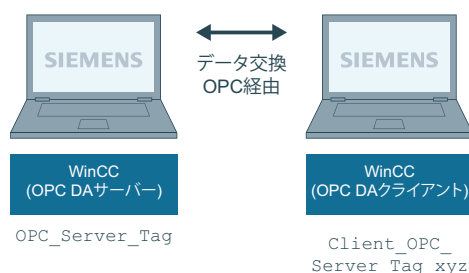 SIEMENS
データ交換
OPC経由
SIEMENS
WinCC
(OPC DAサーバー)
WinCC
(OPC DAクライアント)
OPC_Server_Tag
Client_OPC_
Server_Tag_xyz